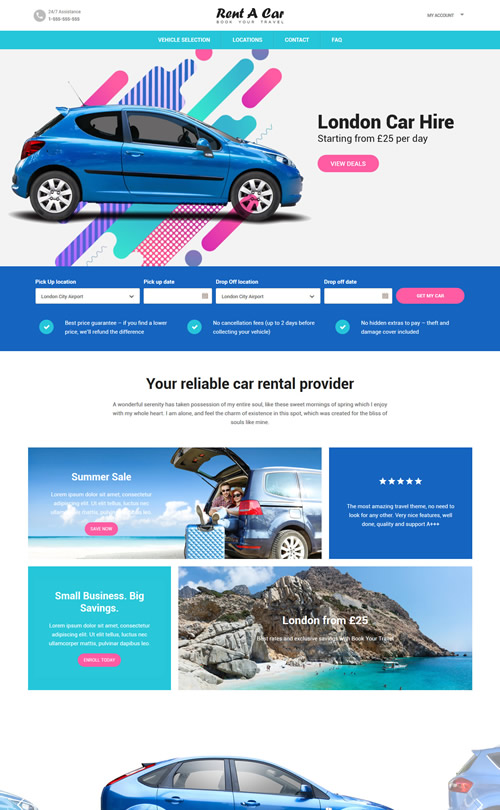 24/7 Assistance
1-555-555-555
Rent A Car
BOOK YOUR TRAVEL
MY ACCOUNT
VEHICLE SELECTION
LOCATIONS
CONTACT
FAQ
London Car Hire
Starting from £25 per day
VIEW DEALS
Pick Up location
Pick up date
Drop Off location
Drop off date
London City Airport
London City Airport
GET MY CAR
Best price guarantee – if you find a lower
price, we'll refund the difference
No cancellation fees (up to 2 days before
collecting your vehicle)
No hidden extras to pay – theft and
damage cover included
Your reliable car rental provider
A wonderful serenity has taken possession of my entire soul, like these sweet mornings of spring which I enjoy
with my whole heart. I am alone, and feel the charm of existence in this spot, which was created for the bliss of
souls like mine.
Summer Sale
Lorem ipsum dolor sit amet, consectetur
adipiscing elit. Ut tellus, luctus nec
ullamcorper mattis, pulvinar dapibus leo.
SAVE NOW
The most amazing travel theme, no need to
look for any other. Very nice features, well
done, quality and support A+++
Small Business. Big
Savings.
Lorem ipsum dolor sit amet, consectetur
adipiscing elit. Ut tellus, luctus nec
ullamcorper mattis, pulvinar dapibus leo.
ENROLL TODAY
London from £25
Best rates and exclusive savings with Book Your Travel